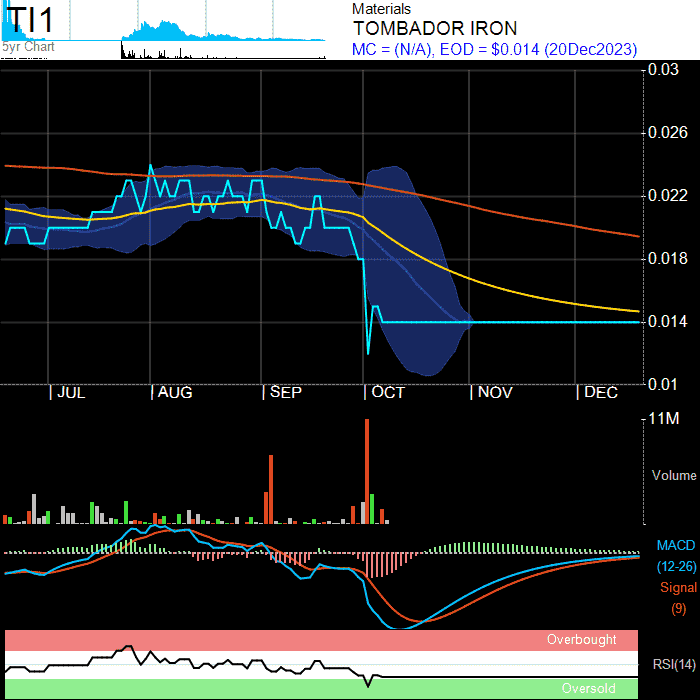 TI1
5yr Chart
Materials
TOMBADOR IRON
MC = (N/A), EOD = $0.014 (20Dec2023)
0.03
0.026
0.022
0.018
0.014
0.01
| JUL | AUG | SEP | OCT | NOV | DEC
11M
Volume
MACD
(12-26)
Signal
(9)
Overbought
RSI(14)
Oversold